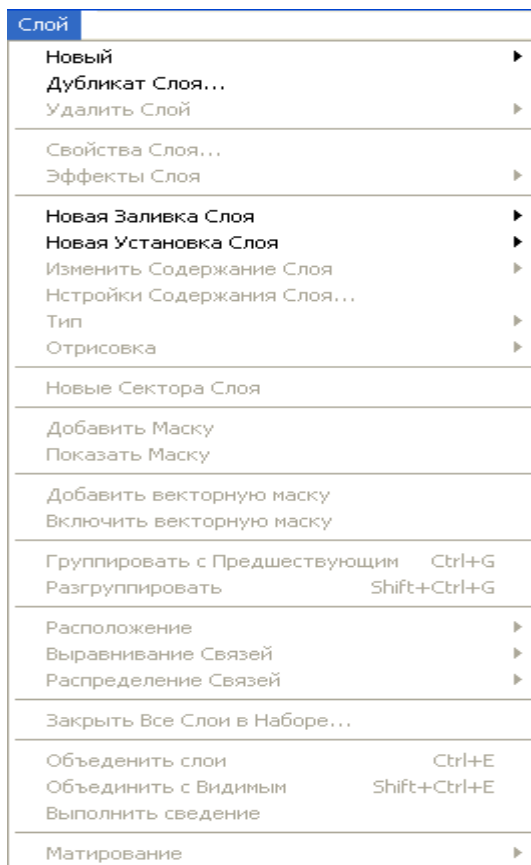 Слой
Новый
Дубликат Слоя...
Удалить Слой
Свойства Слоя...
Эффекты Слоя
Новая Заливка Слоя
Новая Установка Слоя
Изменить Содержание Слоя
Нстройки Содержания Слоя...
Тип
Отрисовка
Новые Сектора Слоя
Добавить Маску
Показать Маску
Добавить векторную маску
Включить векторную маску
Группировать с Предшествующим Ctrl+G
Разгруппировать Shift+Ctrl+G
Расположение
Выравнивание Связей
Распределение Связей
Закрыть Все Слои в Наборе...
Объеденить слои Ctrl+E
Объединить с Видимым Shift+Ctrl+E
Выполнить сведение
Матирование